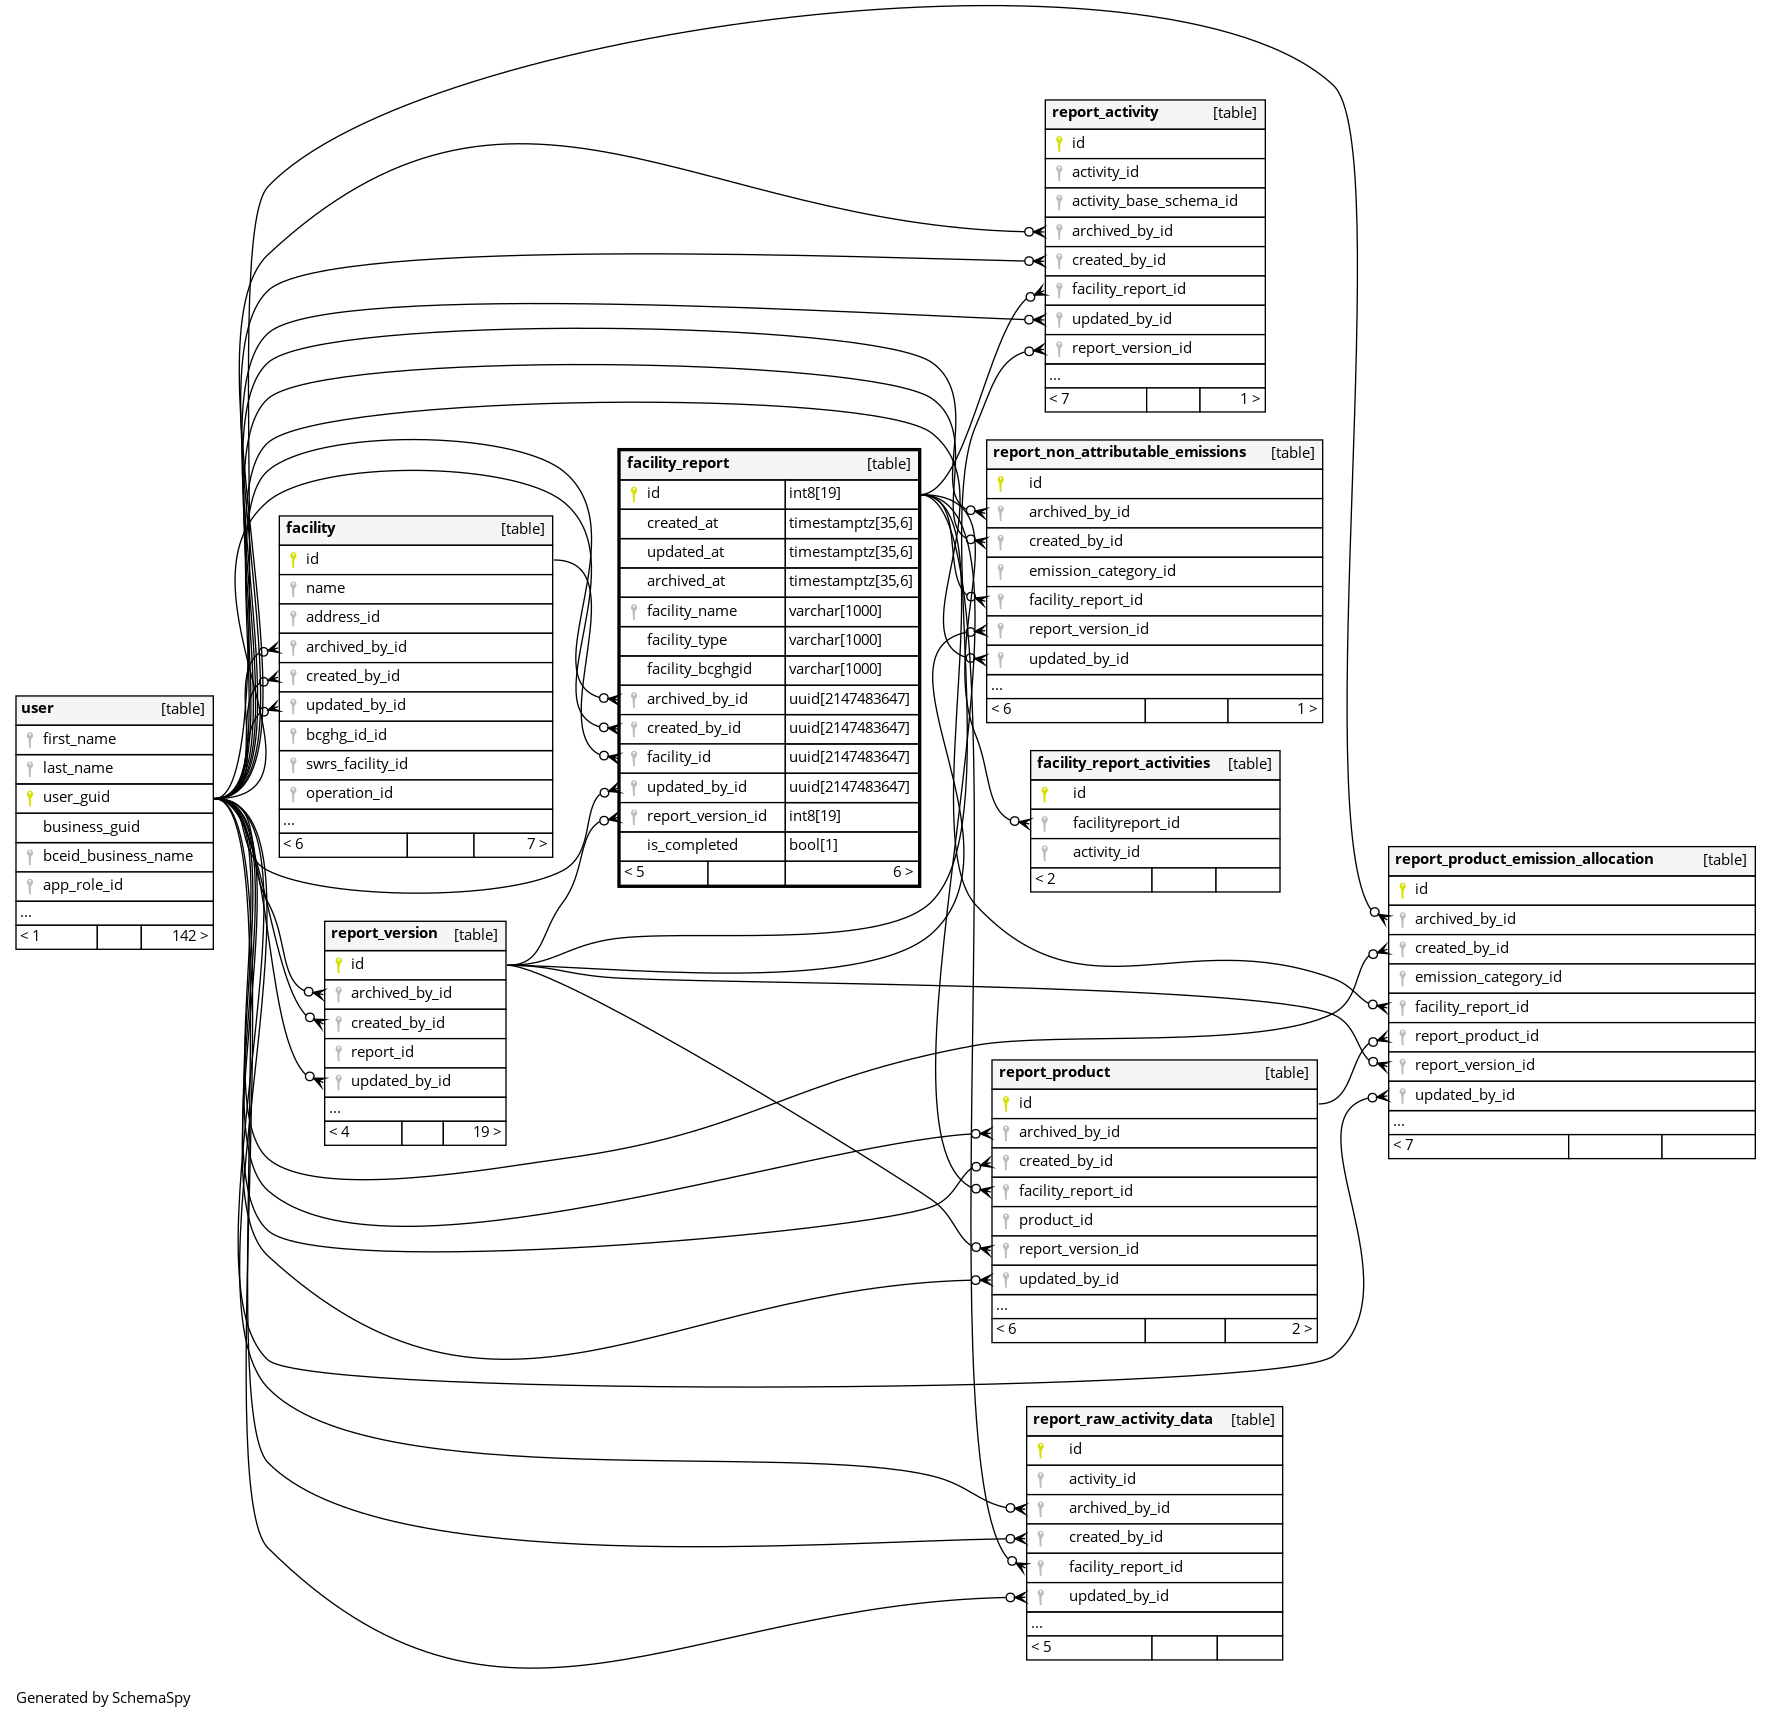 report_activity [table]
id
activity_id
activity_base_schema_id
archived_by_id
created_by_id
facility_report_id
updated_by_id
report_version_id
...
< 7 1 >
report_non_attributable_emissions [table]
id
archived_by_id
created_by_id
emission_category_id
facility_report_id
report_version_id
updated_by_id
...
< 6 1 >
facility_report [table]
id int8[19]
created_at timestamptz[35,6]
updated_at timestamptz[35,6]
archived_at timestamptz[35,6]
facility_name varchar[1000]
facility_type varchar[1000]
facility_bcghgid varchar[1000]
archived_by_id uuid[2147483647]
created_by_id uuid[2147483647]
facility_id uuid[2147483647]
updated_by_id uuid[2147483647]
report_version_id int8[19]
is_completed bool[1]
< 5 6 >
facility [table]
id
name
address_id
archived_by_id
created_by_id
updated_by_id
bcghg_id_id
swrs_facility_id
operation_id
...
< 6 7 >
user [table]
first_name
last_name
user_guid
business_guid
bceid_business_name
app_role_id
...
< 1 142 >
facility_report_activities [table]
id
facilityreport_id
activity_id
< 2
report_product_emission_allocation [table]
id
archived_by_id
created_by_id
emission_category_id
facility_report_id
report_product_id
report_version_id
updated_by_id
...
< 7
report_version [table]
id
archived_by_id
created_by_id
report_id
updated_by_id
...
< 4 19 >
report_product [table]
id
archived_by_id
created_by_id
facility_report_id
product_id
report_version_id
updated_by_id
...
< 6 2 >
report_raw_activity_data [table]
id
activity_id
archived_by_id
created_by_id
facility_report_id
updated_by_id
...
< 5
Generated by SchemaSpy